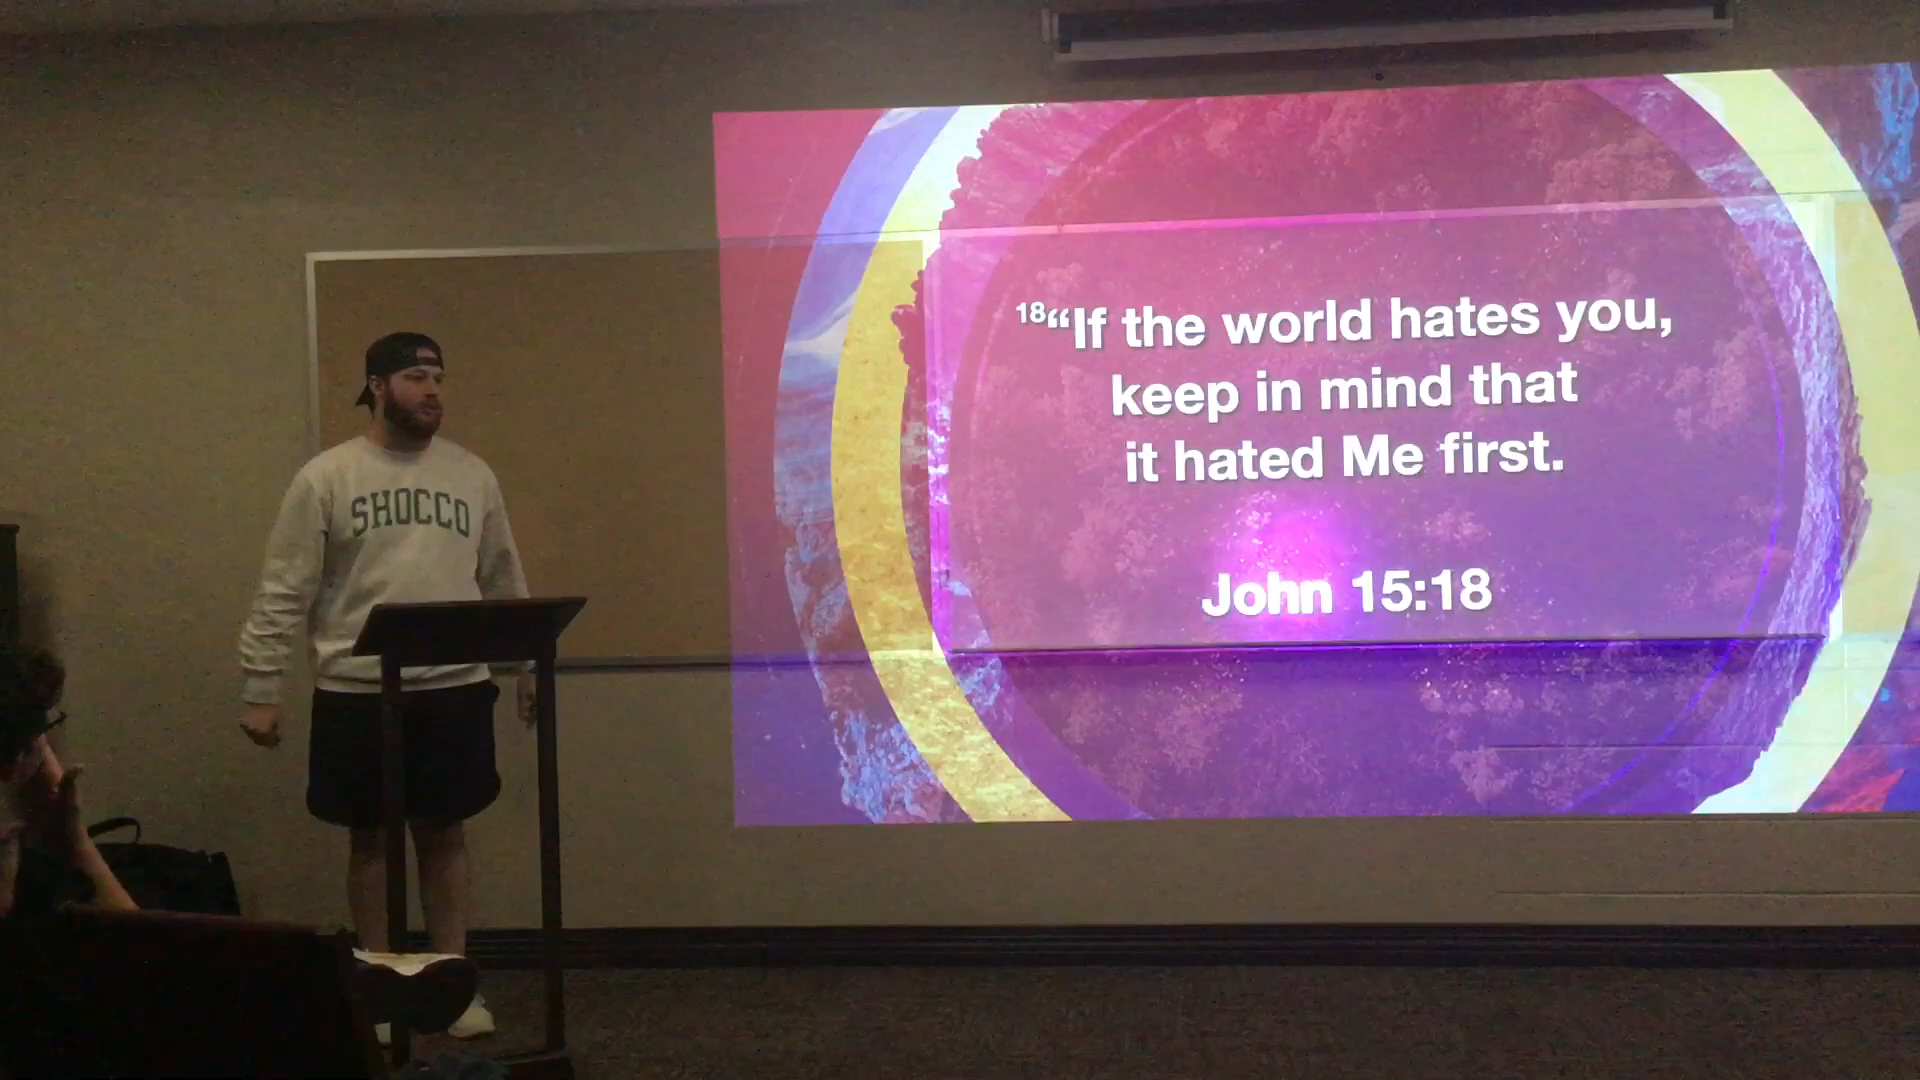 SHOCCO
18“If the world hates you,
keep in mind that
it hated Me first.
John 15:18